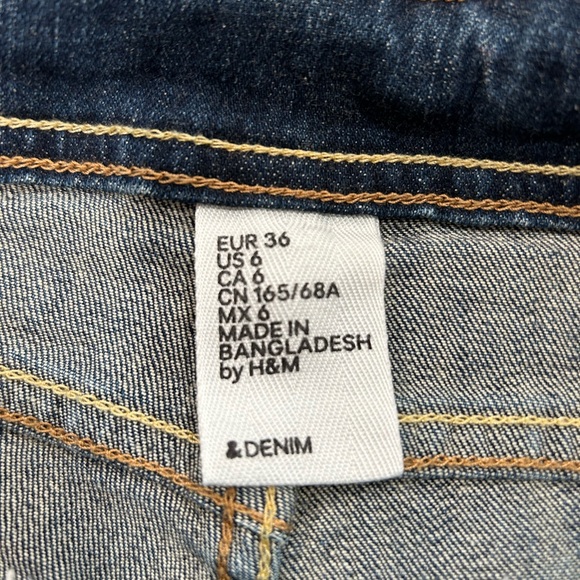 EUR 36
US 6
CA 6
CN 165/68A
MX 6
MADE IN
BANGLADESH
by H&M
&DENIM